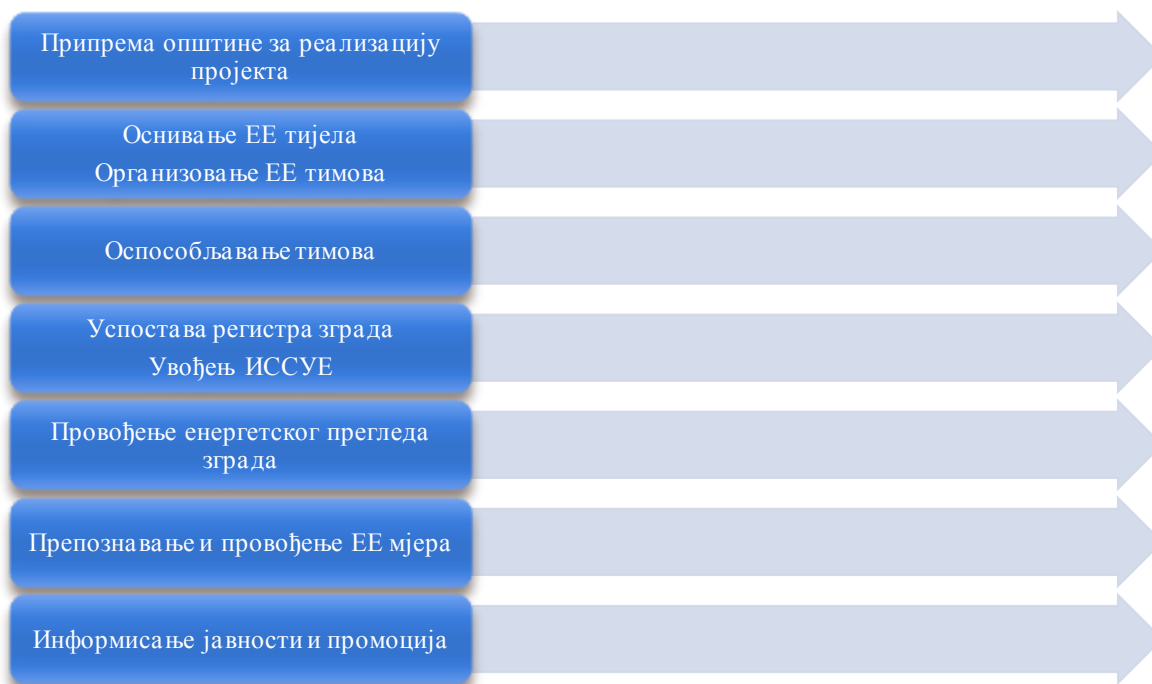 Припрема општине за реализацију
пројекта
Оснивање ЕЕ тијела
Организовање ЕЕ тимова
Оспособљавање тимова
Успостава регистра зграда
Увођењ ИССУЕ
Провођење енергетског прегледа
зграда
Препознавање и провођење ЕЕ мјера
Информисање јавности и промоција